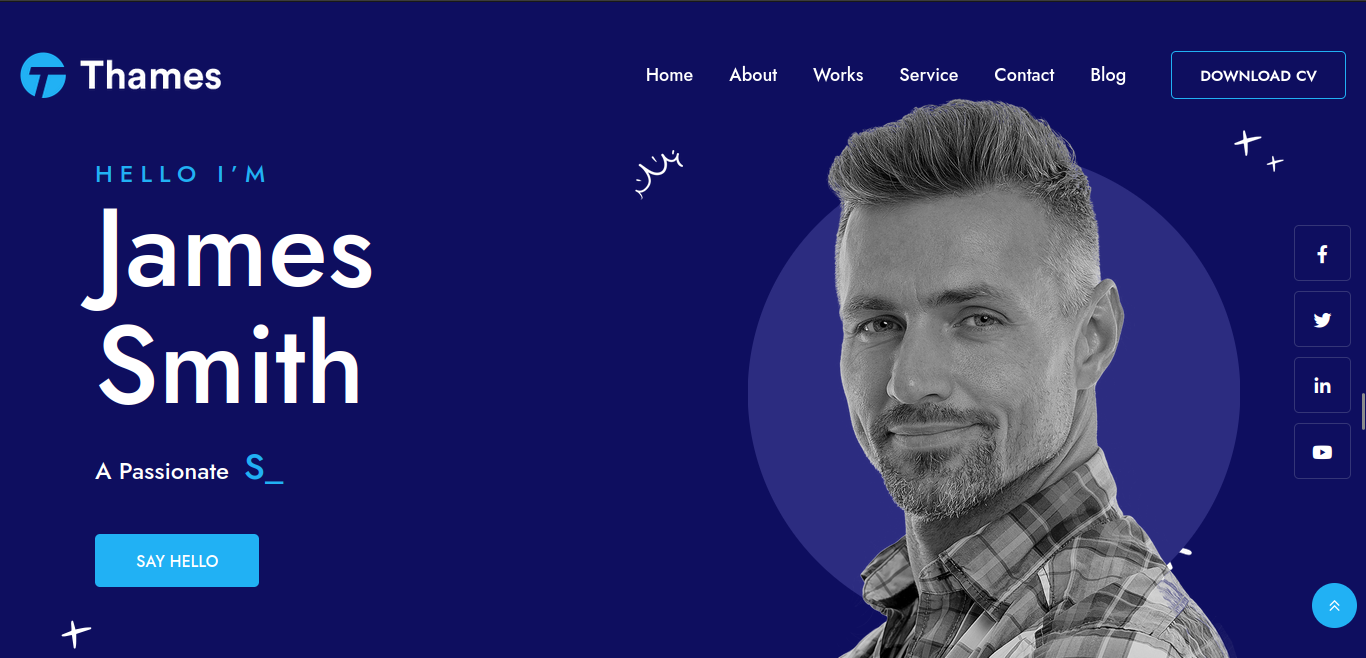 Thames
Home About Works Service Contact Blog DOWNLOAD CV
HELLO I'M
James
Smith
A Passionate S_
SAY HELLO